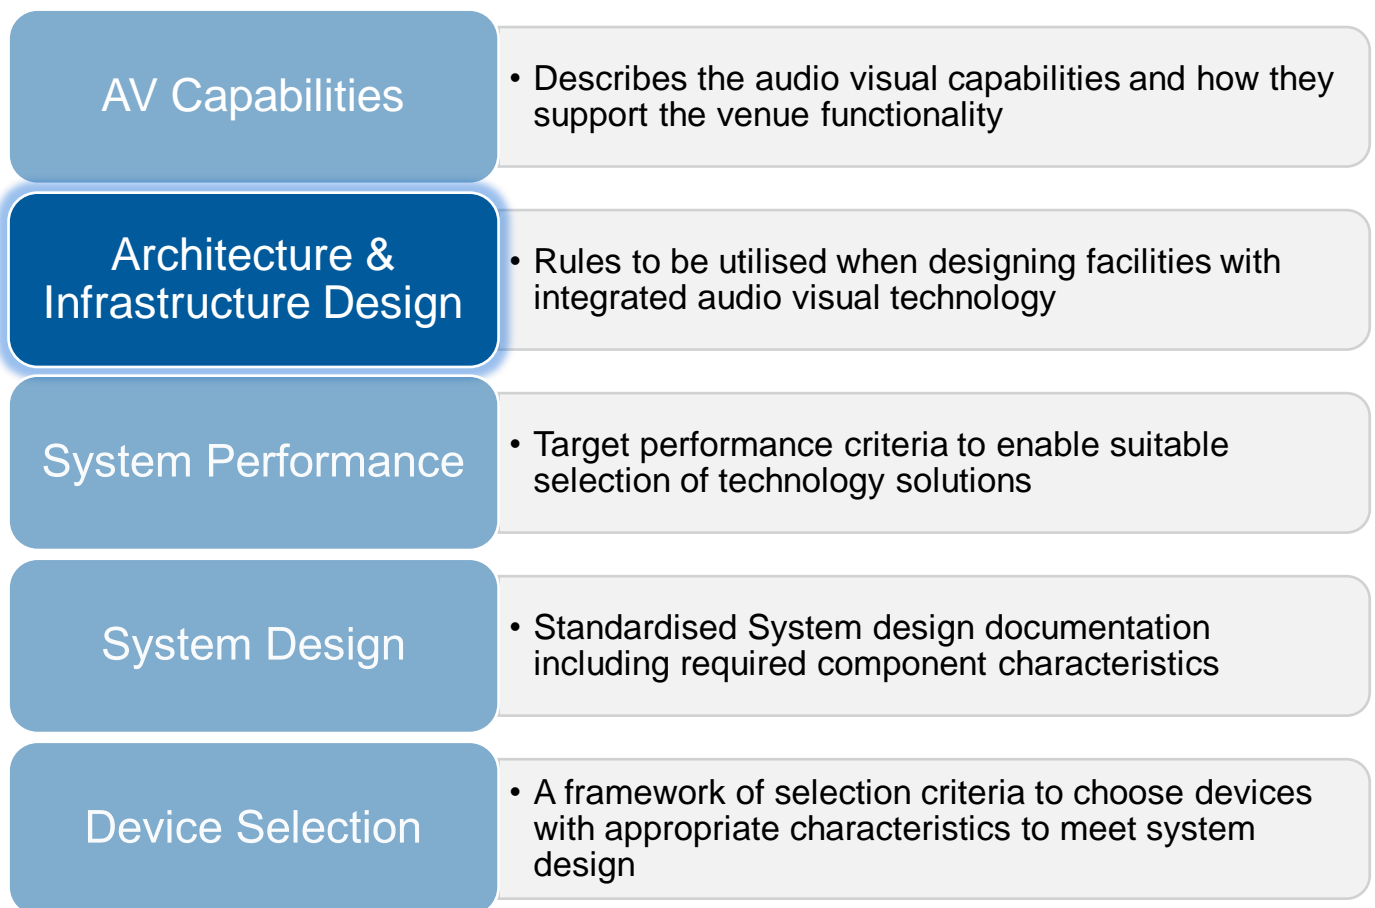 AV Capabilities
• Describes the audio visual capabilities and how they
support the venue functionality
Architecture &
Infrastructure Design
• Rules to be utilised when designing facilities with
integrated audio visual technology
System Performance
• Target performance criteria to enable suitable
selection of technology solutions
System Design
• Standardised System design documentation
including required component characteristics
Device Selection
• A framework of selection criteria to choose devices
with appropriate characteristics to meet system
design